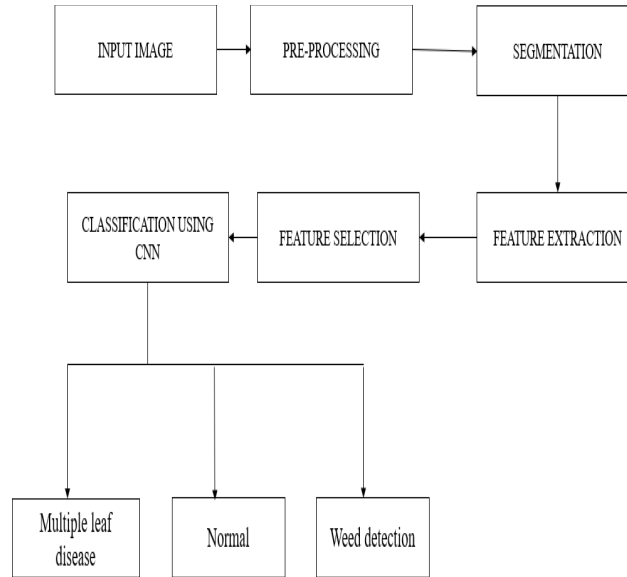 INPUT IMAGE
PRE-PROCESSING
SEGMENTATION
CLASSIFICATION USING
CNN
FEATURE SELECTION
FEATURE EXTRACTION
Multiple leaf
disease
Normal
Weed detection